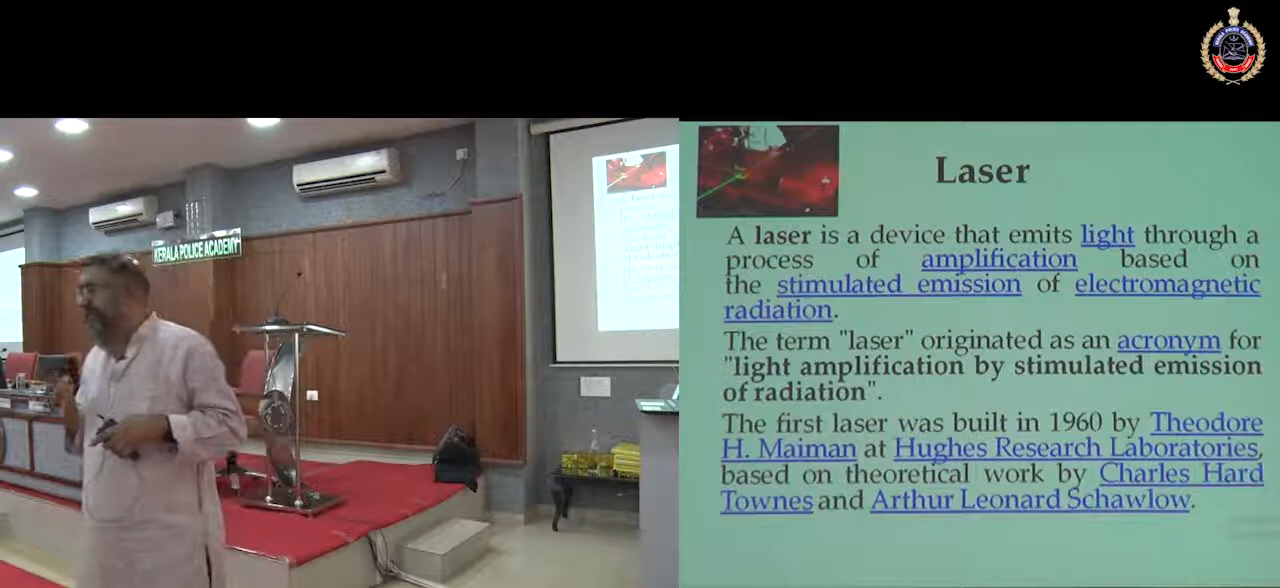 KERALA POLICE ACADEMY
Laser
A laser is a device that emits light through a
process of amplification based on
the stimulated emission of electromagnetic
radiation.
The term "laser" originated as an acronym for
"light amplification by stimulated emission
of radiation".
The first laser was built in 1960 by Theodore
H. Maiman at Hughes Research Laboratories,
based on theoretical work by Charles Hard
Townes and Arthur Leonard Schawlow.